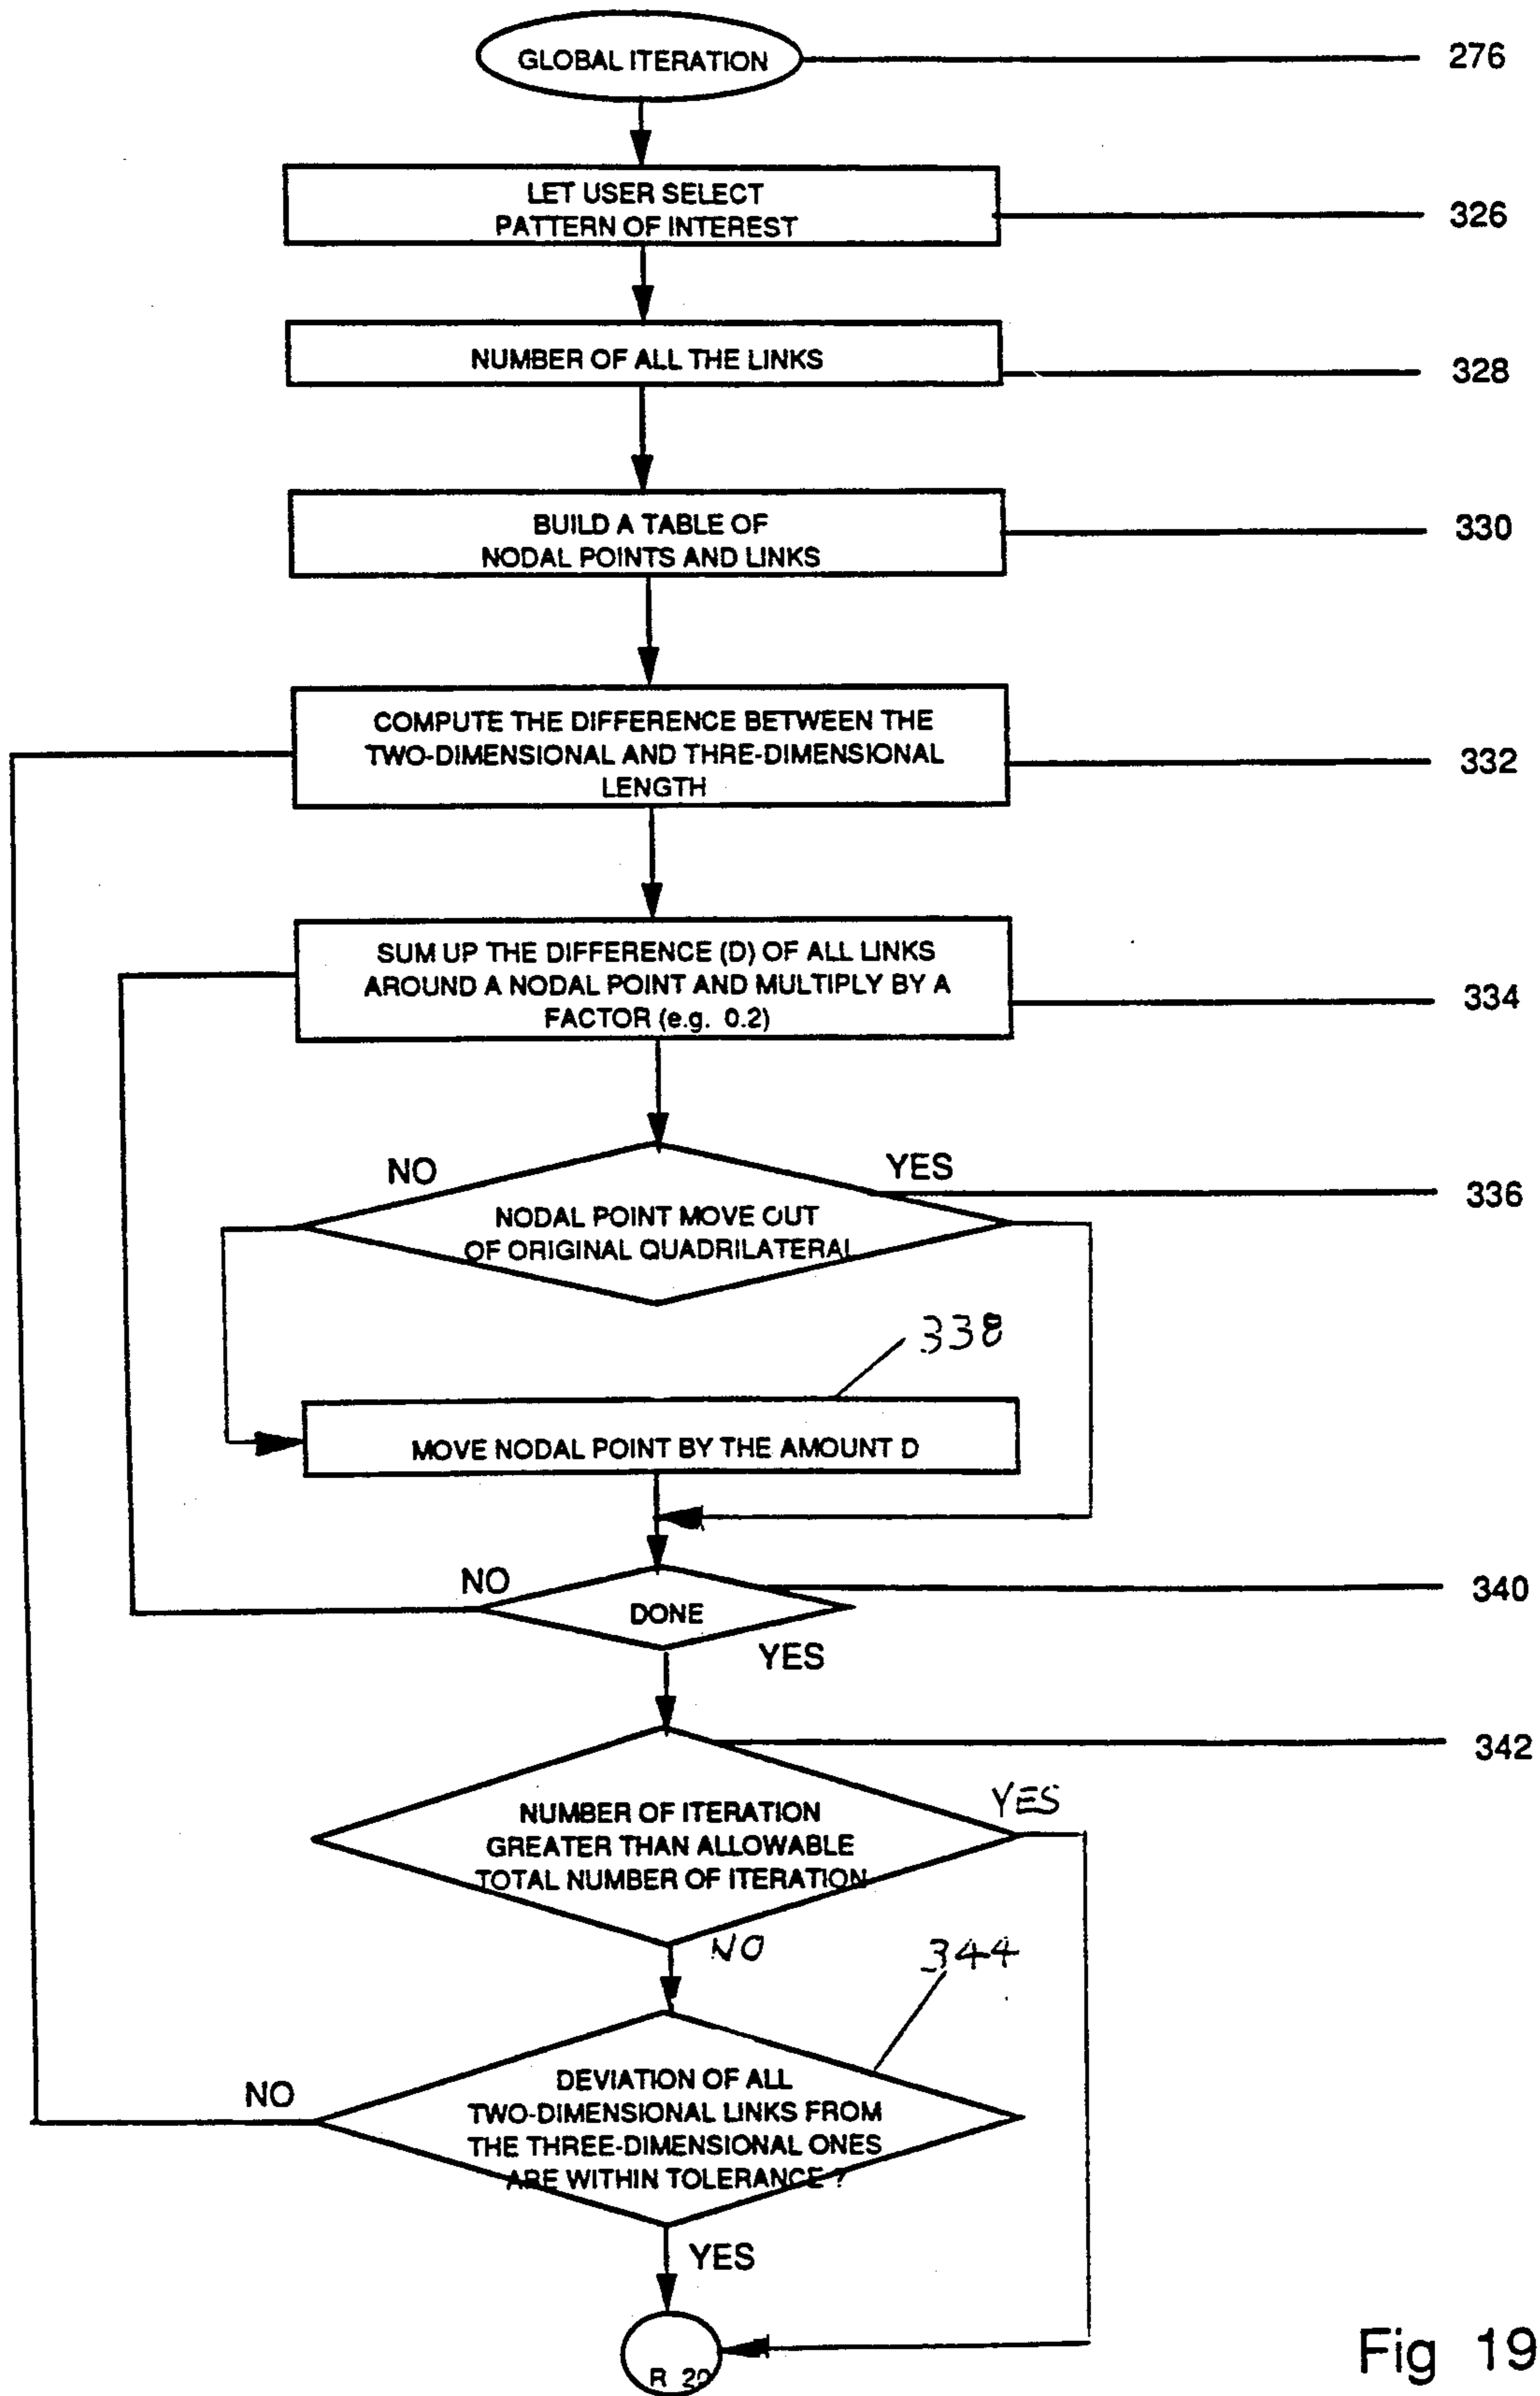 GLOBAL ITERATION
276
LET USER SELECT
PATTERN OF INTEREST
326
NUMBER OF ALL THE LINKS
328
BUILD A TABLE OF
NODAL POINTS AND LINKS
330
COMPUTE THE DIFFERENCE BETWEEN THE
TWO-DIMENSIONAL AND THRE-DIMENSIONAL
LENGTH
332
SUM UP THE DIFFERENCE (D) OF ALL LINKS
AROUND A NODAL POINT AND MULTIPLY BY A
FACTOR (e.g. 0.2)
334
NO
YES
336
NODAL POINT MOVE OUT
OF ORIGINAL QUADRILATERAL
338
MOVE NODAL POINT BY THE AMOUNT D
NO
340
DONE
YES
342
YES
NUMBER OF ITERATION
GREATER THAN ALLOWABLE
TOTAL NUMBER OF ITERATION
NO
344
NO
DEVIATION OF ALL
TWO-DIMENSIONAL LINKS FROM
THE THREE-DIMENSIONAL ONES
ARE WITHIN TOLERANCE ?
YES
R 20
Fig 19